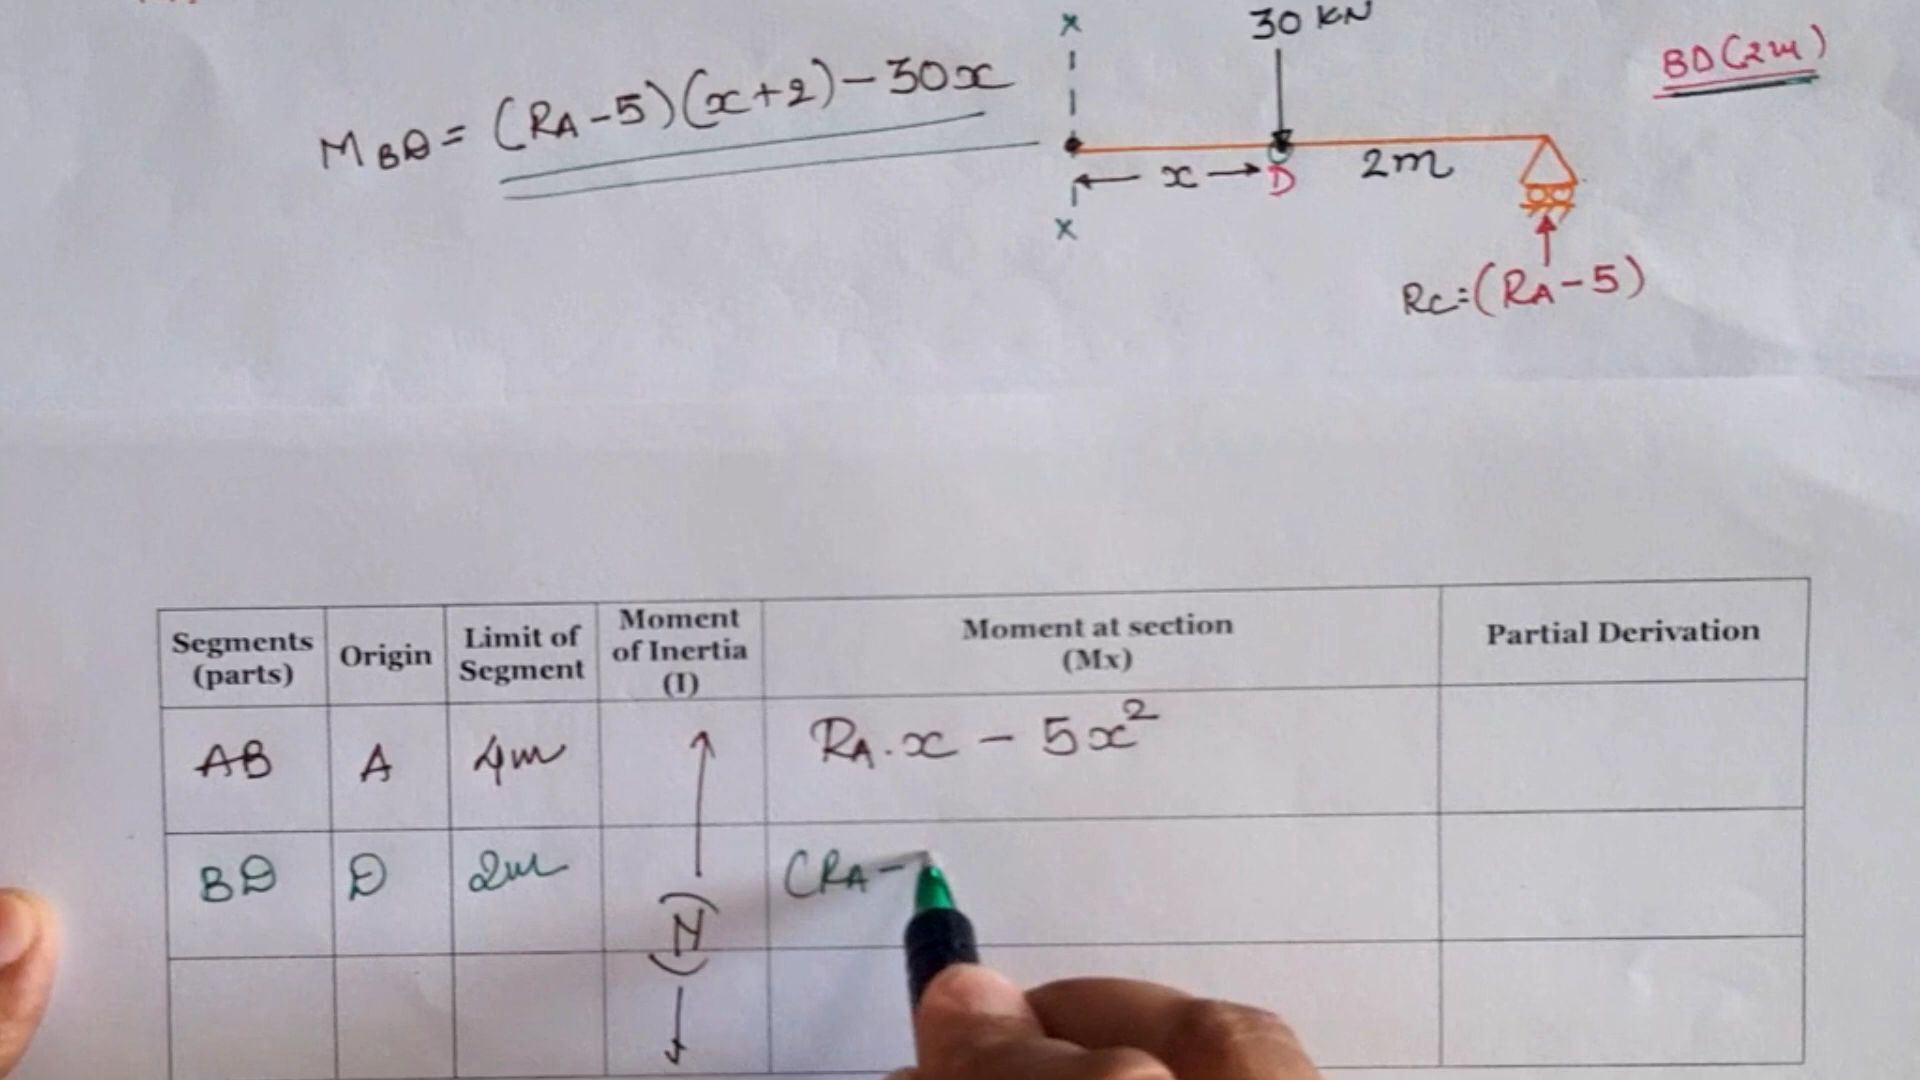 x
30 KN
BD (2m)
MBD = (RA-5)(x+2)-30x
← x → D
2m
x
RC=(RA-5)
Segments (parts)
Origin
Limit of Segment
Moment of Inertia (I)
Moment at section (Mx)
Partial Derivation
AB
A
4m
RA.x - 5x²
BD
D
2m
(RA-